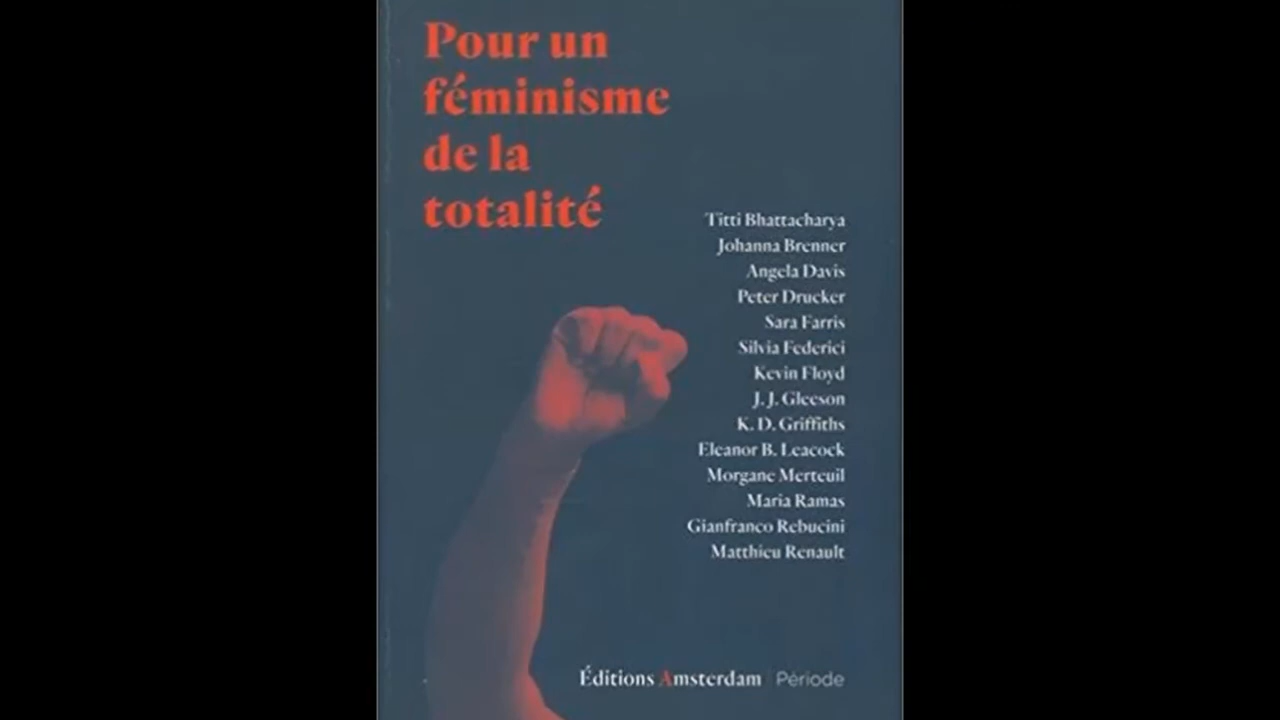 Pour un
féminisme
de la
totalité
Titti Bhattacharya
Johanna Brenner
Angela Davis
Peter Drucker
Sara Farris
Silvia Federici
Kevin Floyd
J. J. Gleeson
K. D. Griffiths
Eleanor B. Leacock
Morgane Merteuil
Maria Ramas
Gianfranco Rebucini
Matthieu Renault
Éditions Amsterdam | Période